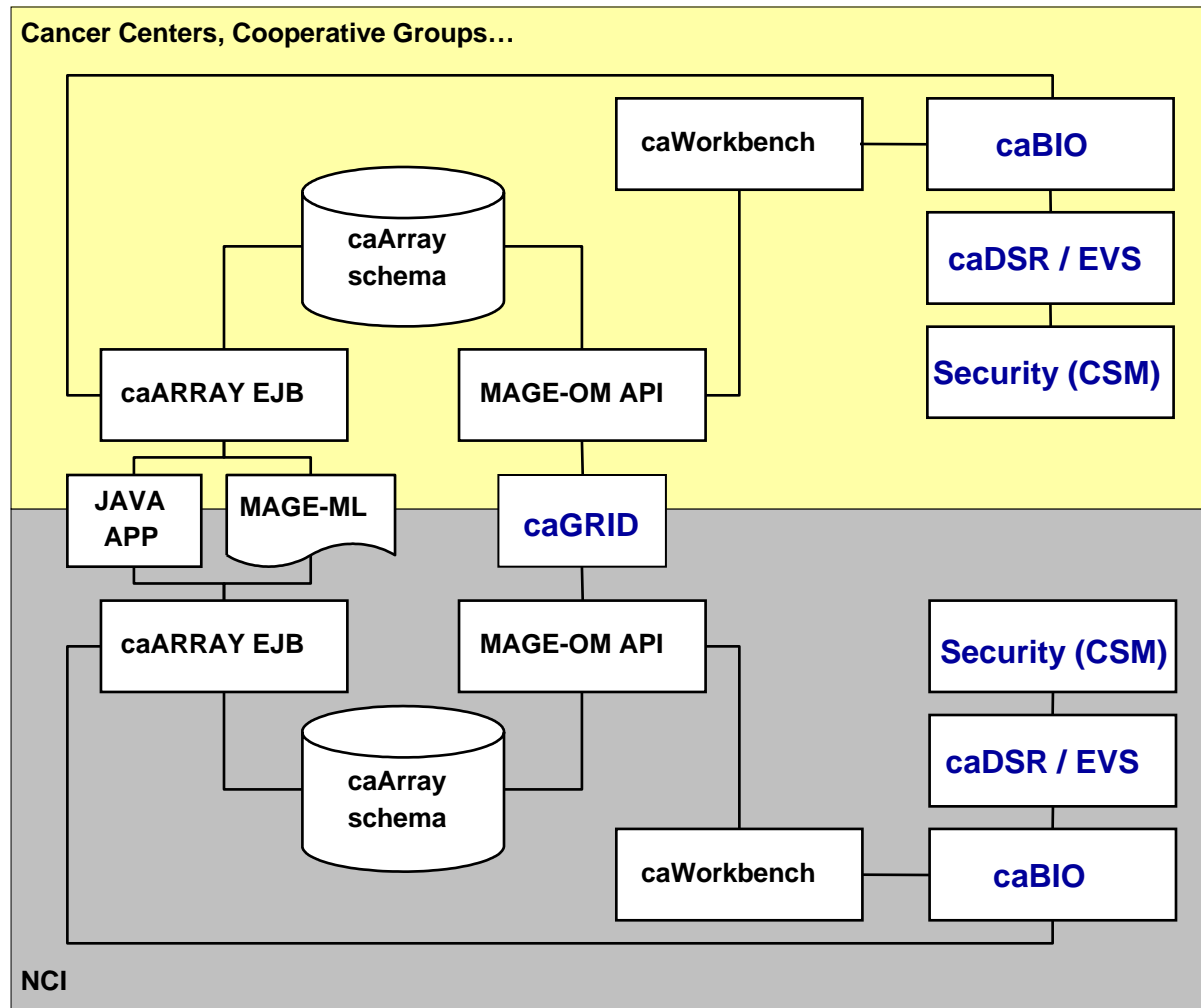 Cancer Centers, Cooperative Groups…
caWorkbench
caBIO
caArray
schema
caDSR / EVS
Security (CSM)
caARRAY EJB
MAGE-OM API
JAVA
APP
MAGE-ML
caGRID
caARRAY EJB
MAGE-OM API
Security (CSM)
caArray
schema
caDSR / EVS
caWorkbench
caBIO
NCI